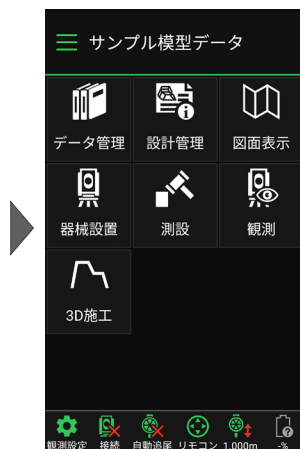 サンプル模型データ
データ管理 設計管理 図面表示
器械設置 測設 観測
3D施工
観測設定 接続 自動追尾 リモコン 1.000m -%